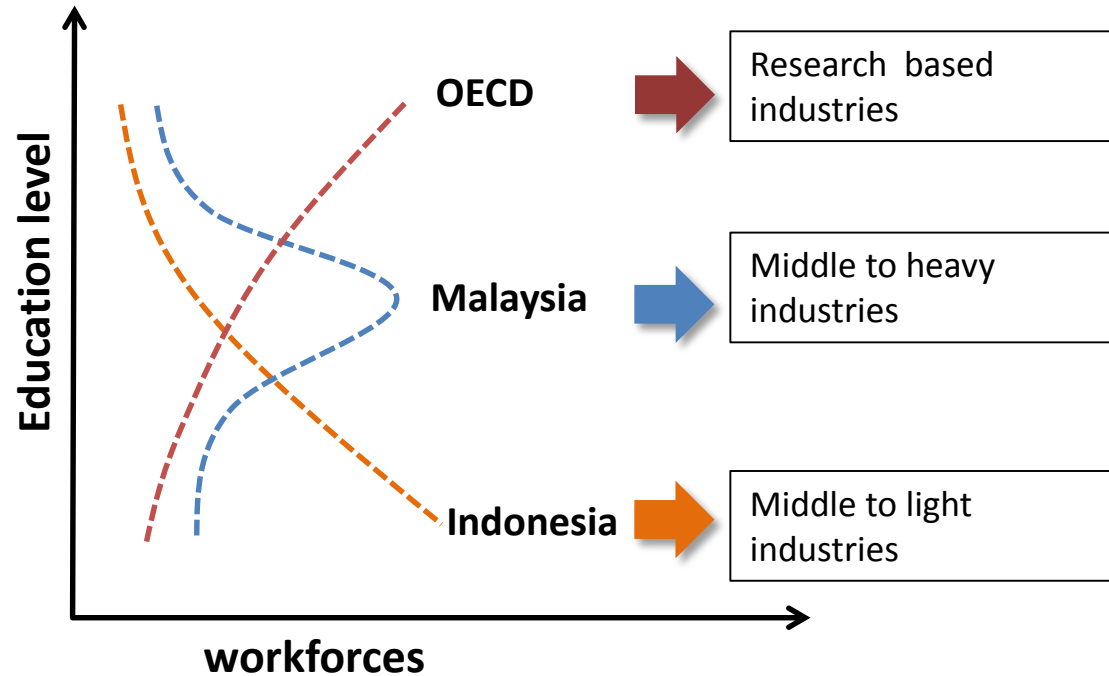 Education level
OECD
Research based
industries
Malaysia
Middle to heavy
industries
Indonesia
Middle to light
industries
workforces